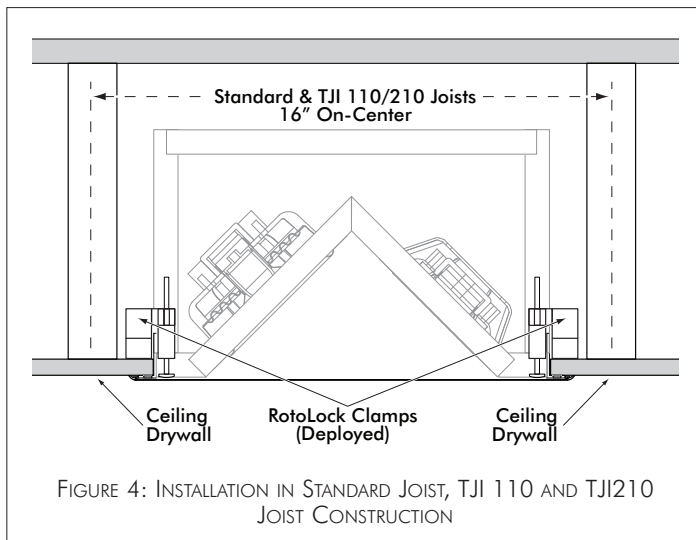 Standard & TJI 110/210 Joists
16” On-Center
Ceiling
Drywall
RotoLock Clamps
(Deployed)
Ceiling
Drywall
FIGURE 4: INSTALLATION IN STANDARD JOIST, TJI 110 AND TJI210
JOIST CONSTRUCTION